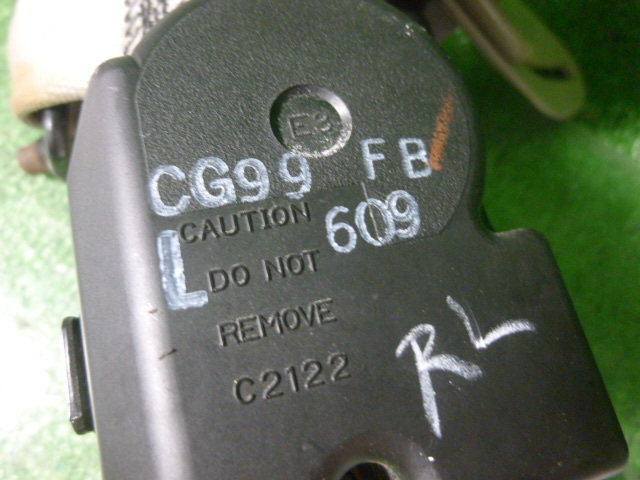 E3
CG99 FB
L 609
CAUTION
DO NOT
REMOVE
C2122
RL